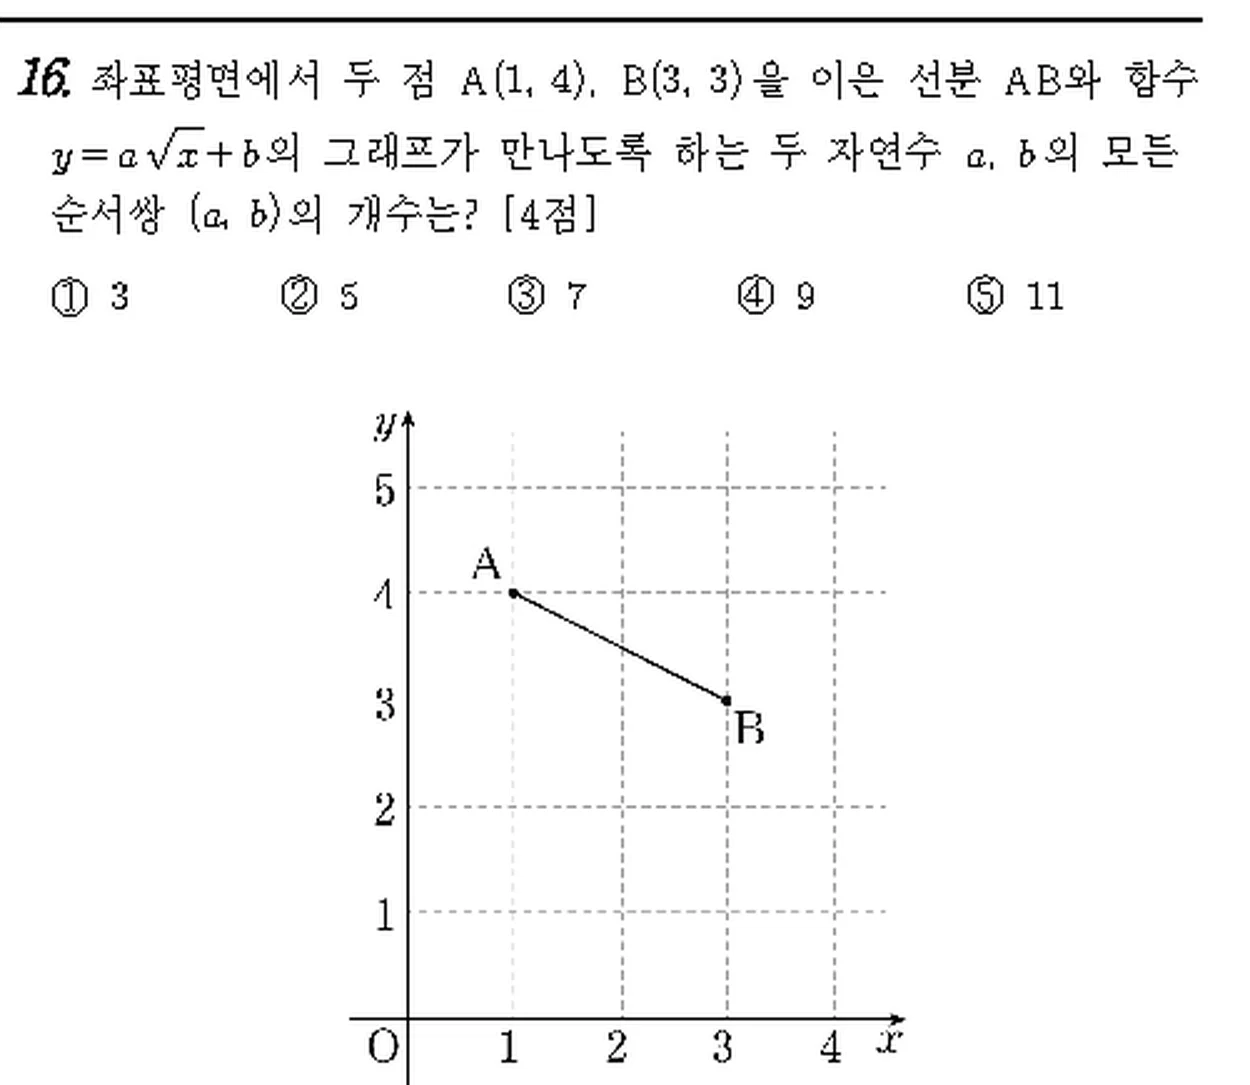 16. 좌표평면에서 두 점 A(1, 4), B(3, 3)을 이은 선분 AB와 함수
y=a√x+b의 그래프가 만나도록 하는 두 자연수 a, b의 모든
순서쌍 (a, b)의 개수는? [4점]
① 3 ② 5 ③ 7 ④ 9 ⑤ 11
y
5
A
4
3
B
2
1
O 1 2 3 4 x